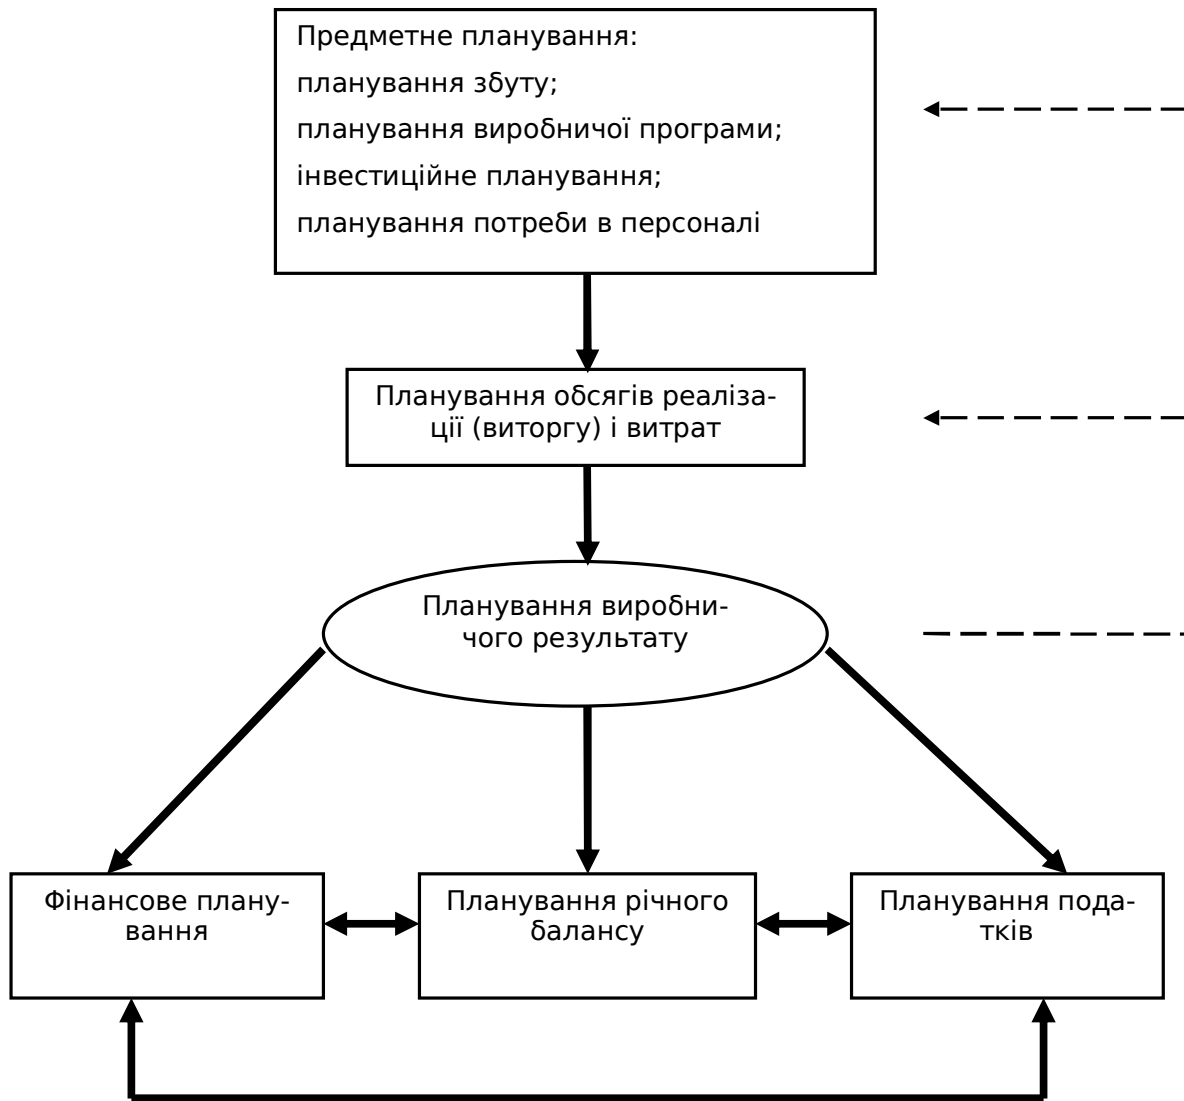 Предметне планування:
планування збуту;
планування виробничої програми;
інвестиційне планування;
планування потреби в персоналі
Планування обсягів реаліза-
ції (виторгу) і витрат
Планування виробни-
чого результату
Фінансове плану-
вання
Планування річного
балансу
Планування пода-
тків